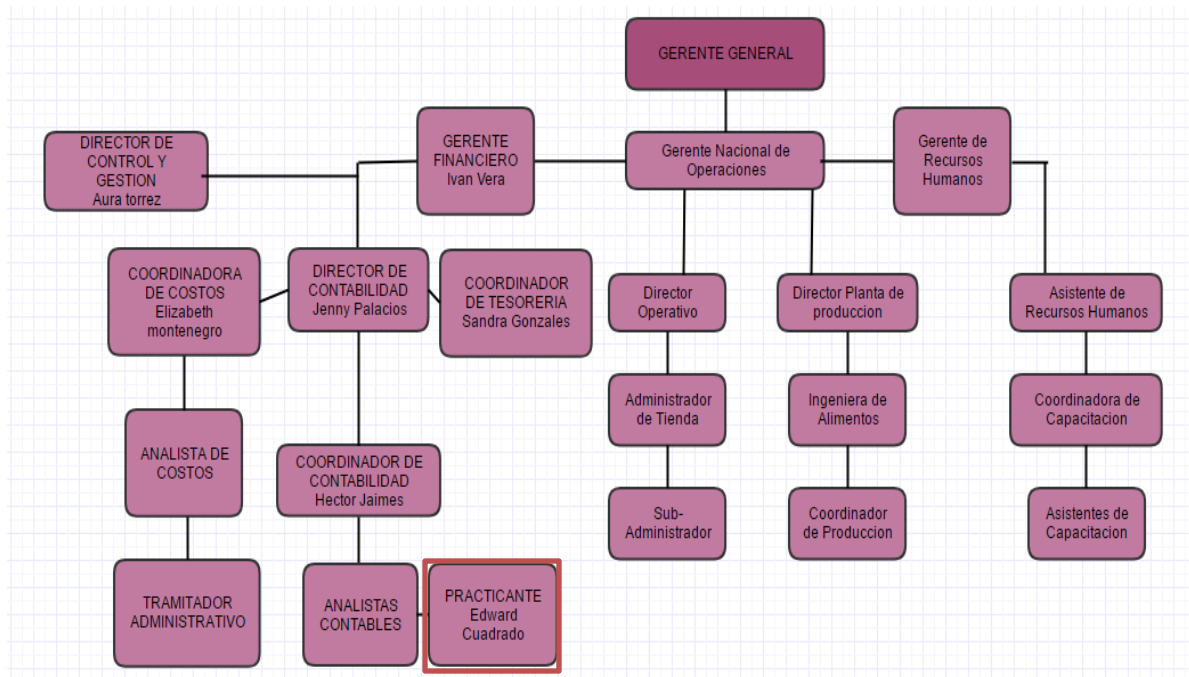 GERENTE GENERAL
DIRECTOR DE
CONTROL Y
GESTION
Aura torrez
GERENTE
FINANCIERO
Ivan Vera
Gerente Nacional de
Operaciones
Gerente de
Recursos
Humanos
COORDINADORA
DE COSTOS
Elizabeth
montenegro
DIRECTOR DE
CONTABILIDAD
Jenny Palacios
COORDINADOR
DE TESORERIA
Sandra Gonzales
Director
Operativo
Director Planta de
produccion
Asistente de
Recursos Humanos
Administrador
de Tienda
Ingeniera de
Alimentos
Coordinadora de
Capacitacion
ANALISTA DE
COSTOS
COORDINADOR DE
CONTABILIDAD
Hector Jaimes
Sub-
Administrador
Coordinador
de Produccion
Asistentes de
Capacitacion
TRAMITADOR
ADMINISTRATIVO
ANALISTAS
CONTABLES
PRACTICANTE
Edward
Cuadrado